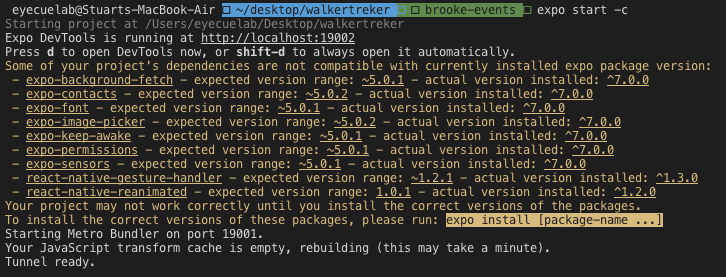 eyecuelab@Stuarts-MacBook-Air ~/desktop/walkertreker brooke-events expo start -c
Starting project at /Users/eyecuelab/Desktop/walkertreker
Expo DevTools is running at http://localhost:19002
Press d to open DevTools now, or shift-d to always open it automatically.
Some of your project's dependencies are not compatible with currently installed expo package version:
- expo-background-fetch - expected version range: ~5.0.1 - actual version installed: ^7.0.0
- expo-contacts - expected version range: ~5.0.2 - actual version installed: ^7.0.0
- expo-font - expected version range: ~5.0.1 - actual version installed: ^7.0.0
- expo-image-picker - expected version range: ~5.0.2 - actual version installed: ^7.0.0
- expo-keep-awake - expected version range: ~5.0.1 - actual version installed: ^7.0.0
- expo-permissions - expected version range: ~5.0.1 - actual version installed: ^7.0.0
- expo-sensors - expected version range: ~5.0.1 - actual version installed: ^7.0.0
- react-native-gesture-handler - expected version range: ~1.2.1 - actual version installed: ^1.3.0
- react-native-reanimated - expected version range: 1.0.1 - actual version installed: ^1.2.0
Your project may not work correctly until you install the correct versions of the packages.
To install the correct versions of these packages, please run: expo install [package-name ...]
Starting Metro Bundler on port 19001.
Your JavaScript transform cache is empty, rebuilding (this may take a minute).
Tunnel ready.